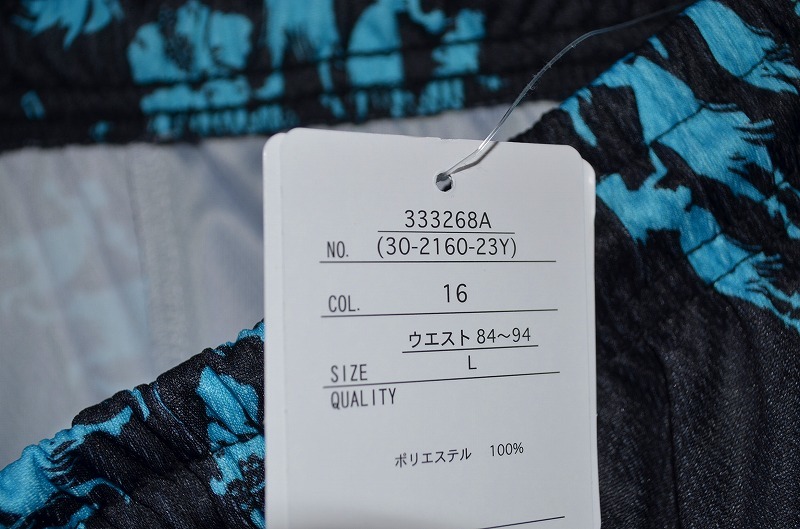 333268A
NO. (30-2160-23Y)
COL. 16
ウエスト 84～94
SIZE L
QUALITY
ポリエステル 100%